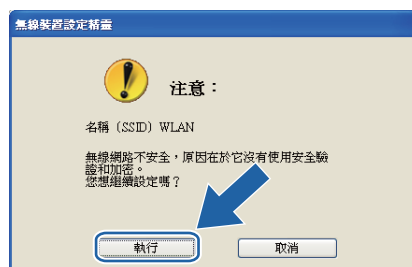 無線裝置設定精靈
注意：
名稱（SSID）WLAN
無線網路不安全，原因在於它沒有使用安全驗
證和加密。
您想繼續設定嗎？
執行
取消